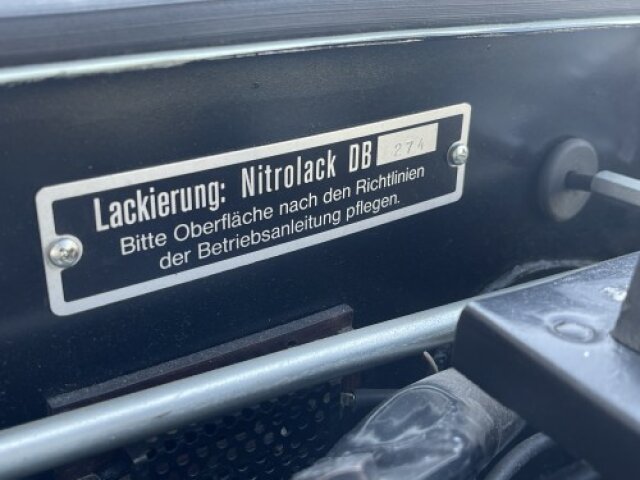 Lackierung: Nitrolack DB 274
Bitte Oberfläche nach den Richtlinien
der Betriebsanleitung pflegen.